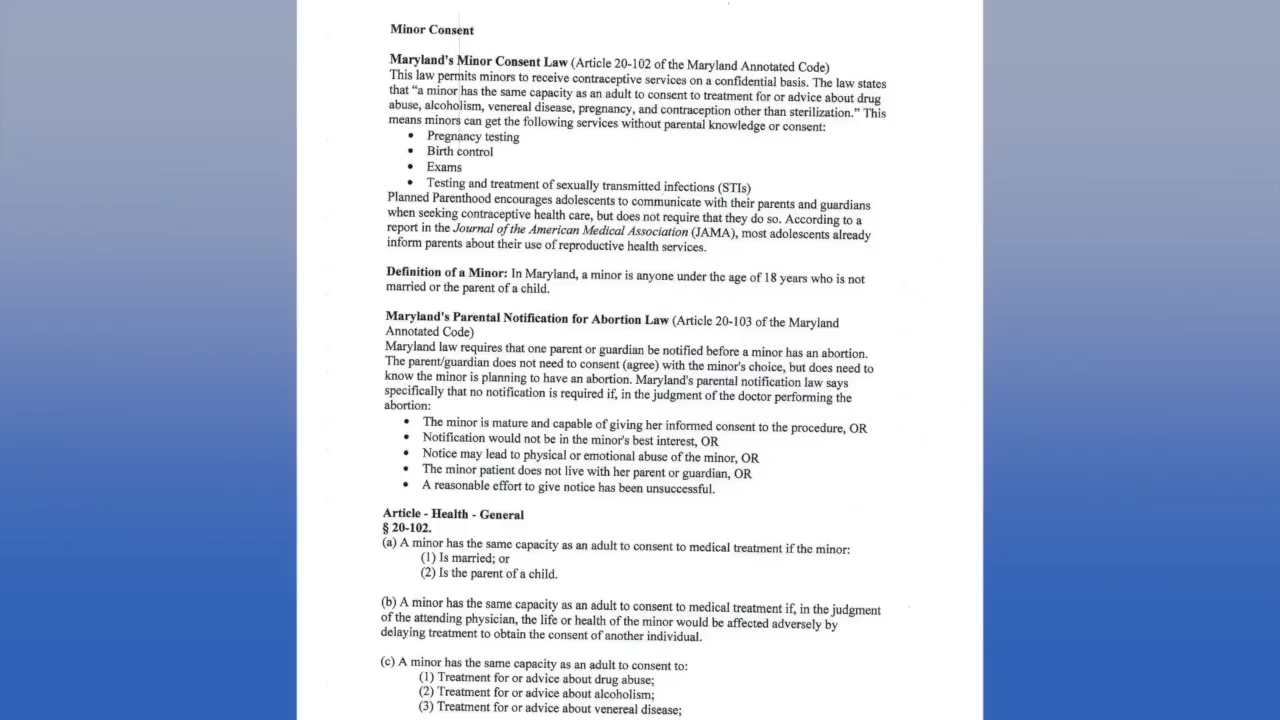 Minor Consent
Maryland's Minor Consent Law (Article 20-102 of the Maryland Annotated Code)
This law permits minors to receive contraceptive services on a confidential basis. The law states
that “a minor has the same capacity as an adult to consent to treatment for or advice about drug
abuse, alcoholism, venereal disease, pregnancy, and contraception other than sterilization.” This
means minors can get the following services without parental knowledge or consent:
• Pregnancy testing
• Birth control
• Exams
• Testing and treatment of sexually transmitted infections (STIs)
Planned Parenthood encourages adolescents to communicate with their parents and guardians
when seeking contraceptive health care, but does not require that they do so. According to a
report in the Journal of the American Medical Association (JAMA), most adolescents already
inform parents about their use of reproductive health services.
Definition of a Minor: In Maryland, a minor is anyone under the age of 18 years who is not
married or the parent of a child.
Maryland's Parental Notification for Abortion Law (Article 20-103 of the Maryland
Annotated Code)
Maryland law requires that one parent or guardian be notified before a minor has an abortion.
The parent/guardian does not need to consent (agree) with the minor's choice, but does need to
know the minor is planning to have an abortion. Maryland's parental notification law says
specifically that no notification is required if, in the judgment of the doctor performing the
abortion:
• The minor is mature and capable of giving her informed consent to the procedure, OR
• Notification would not be in the minor's best interest, OR
• Notice may lead to physical or emotional abuse of the minor, OR
• The minor patient does not live with her parent or guardian, OR
• A reasonable effort to give notice has been unsuccessful.
Article - Health - General
§ 20-102.
(a) A minor has the same capacity as an adult to consent to medical treatment if the minor:
(1) Is married; or
(2) Is the parent of a child.
(b) A minor has the same capacity as an adult to consent to medical treatment if, in the judgment
of the attending physician, the life or health of the minor would be affected adversely by
delaying treatment to obtain the consent of another individual.
(c) A minor has the same capacity as an adult to consent to:
(1) Treatment for or advice about drug abuse;
(2) Treatment for or advice about alcoholism;
(3) Treatment for or advice about venereal disease;